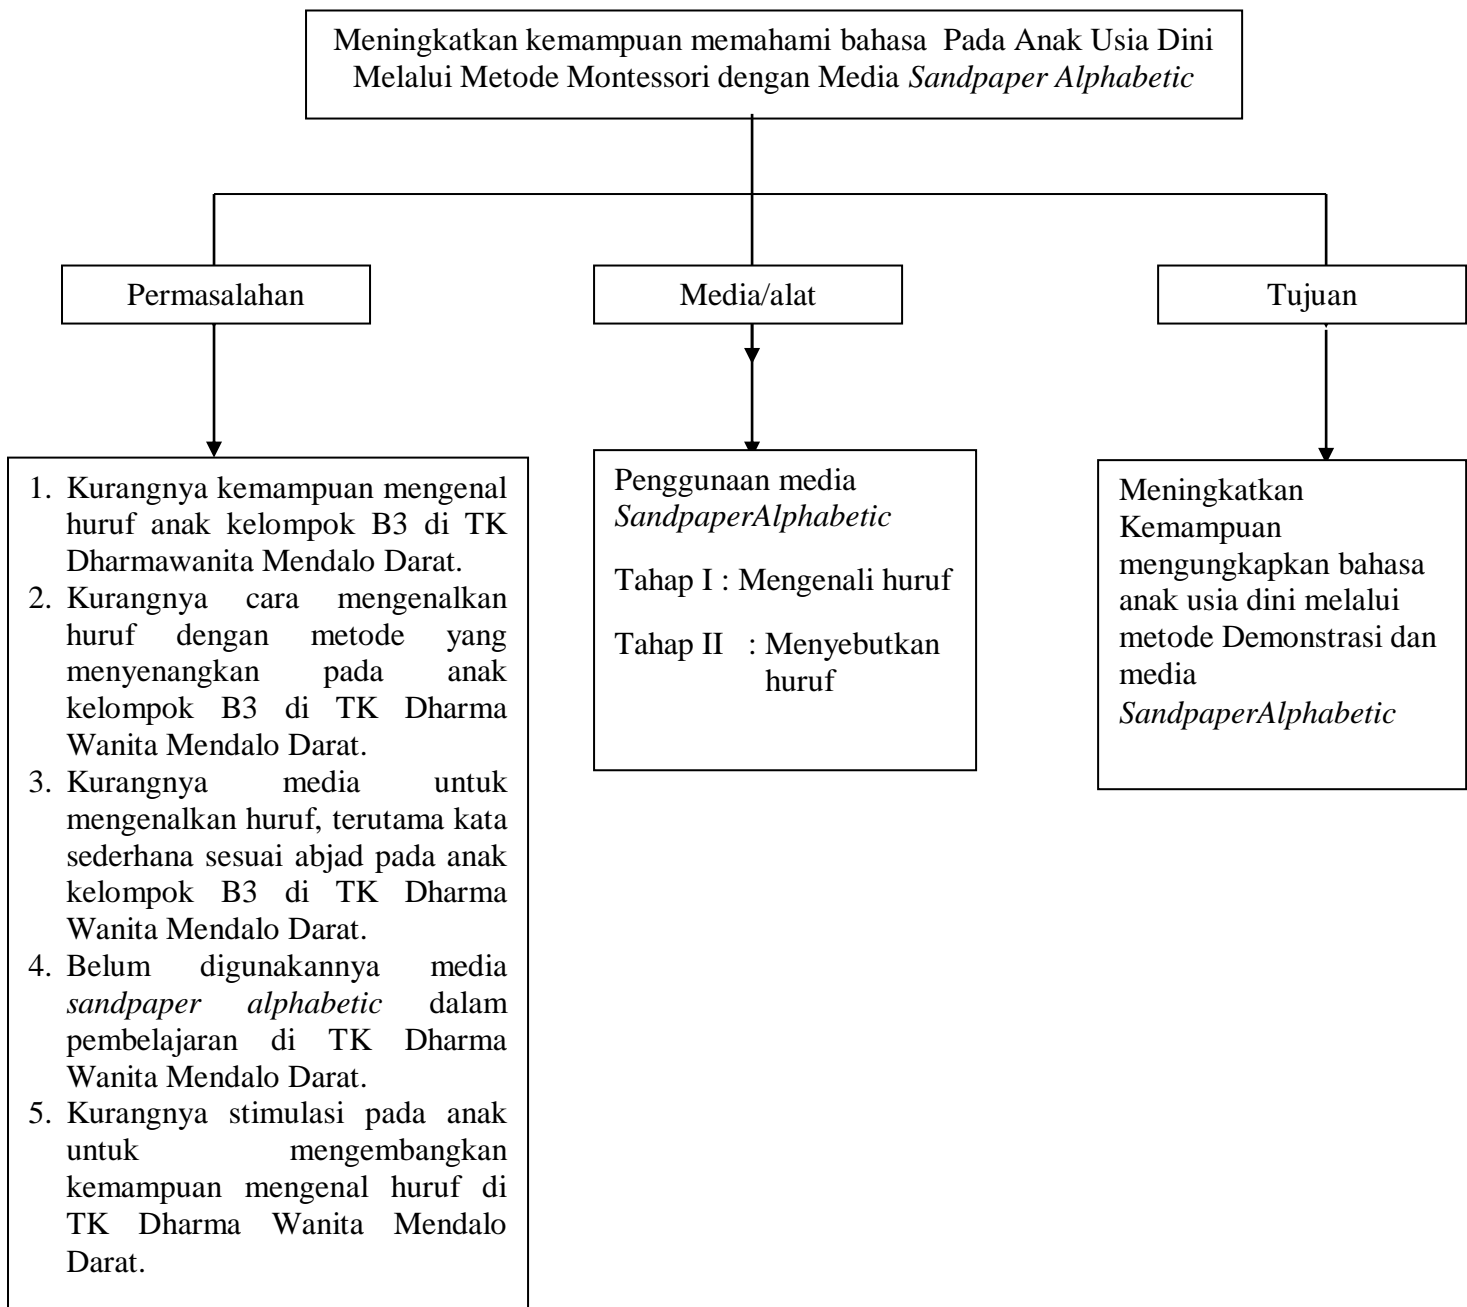 Meningkatkan kemampuan memahami bahasa  Pada Anak Usia Dini
Melalui Metode Montessori dengan Media Sandpaper Alphabetic
Permasalahan
Media/alat
Tujuan
1. Kurangnya kemampuan mengenal
huruf anak kelompok B3 di TK
Dharmawanita Mendalo Darat.
2. Kurangnya cara mengenalkan
huruf dengan metode yang
menyenangkan pada anak
kelompok B3 di TK Dharma
Wanita Mendalo Darat.
3. Kurangnya media untuk
mengenalkan huruf, terutama kata
sederhana sesuai abjad pada anak
kelompok B3 di TK Dharma
Wanita Mendalo Darat.
4. Belum digunakannya media
sandpaper alphabetic dalam
pembelajaran di TK Dharma
Wanita Mendalo Darat.
5. Kurangnya stimulasi pada anak
untuk mengembangkan
kemampuan mengenal huruf di
TK Dharma Wanita Mendalo
Darat.
Penggunaan media
SandpaperAlphabetic
Tahap I : Mengenali huruf
Tahap II : Menyebutkan
huruf
Meningkatkan
Kemampuan
mengungkapkan bahasa
anak usia dini melalui
metode Demonstrasi dan
media
SandpaperAlphabetic